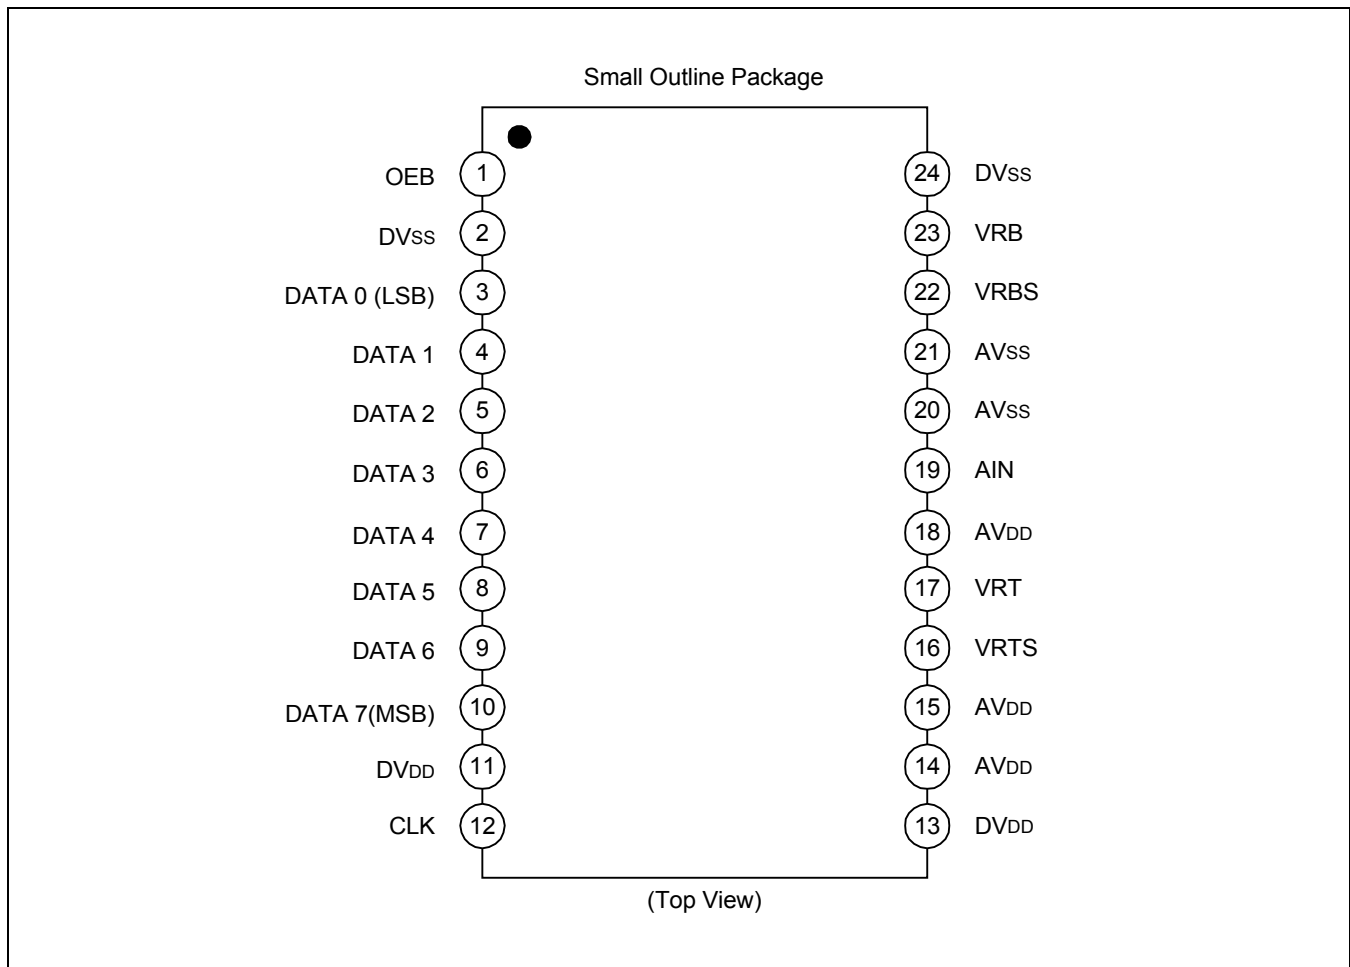 Small Outline Package
OEB 1 24 DVSS
DVSS 2 23 VRB
DATA 0 (LSB) 3 22 VRBS
DATA 1 4 21 AVSS
DATA 2 5 20 AVSS
DATA 3 6 19 AIN
DATA 4 7 18 AVDD
DATA 5 8 17 VRT
DATA 6 9 16 VRTS
DATA 7(MSB) 10 15 AVDD
DVDD 11 14 AVDD
CLK 12 13 DVDD
(Top View)